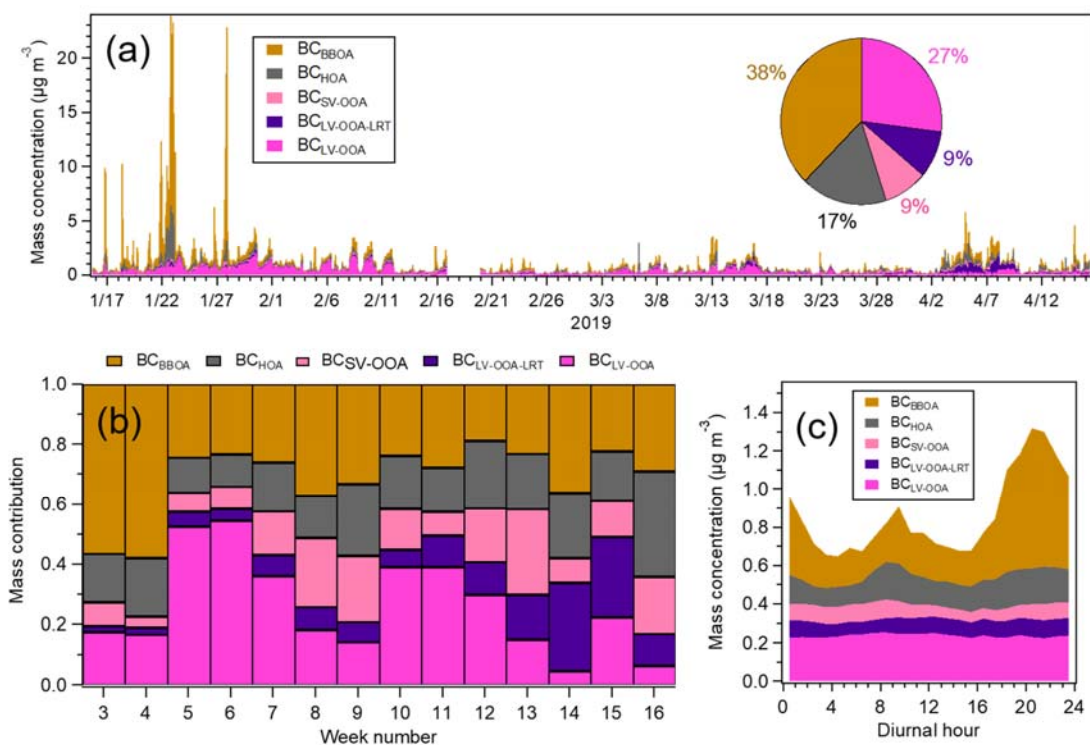 (a)
Mass concentration (µg m⁻³)
20
15
10
5
0
BC_BBOA
BC_HOA
BC_SV-OOA
BC_LV-OOA-LRT
BC_LV-OOA
38%
27%
9%
9%
17%
1/17 1/22 1/27 2/1 2/6 2/11 2/16 2/21 2/26 3/3 3/8 3/13 3/18 3/23 3/28 4/2 4/7 4/12
2019
BC_BBOA BC_HOA BC_SV-OOA BC_LV-OOA-LRT BC_LV-OOA
(b)
Mass contribution
1.0
0.8
0.6
0.4
0.2
0.0
3 4 5 6 7 8 9 10 11 12 13 14 15 16
Week number
(c)
Mass concentration (µg m⁻³)
1.4
1.2
1.0
0.8
0.6
0.4
0.2
0.0
BC_BBOA
BC_HOA
BC_SV-OOA
BC_LV-OOA-LRT
BC_LV-OOA
0 4 8 12 16 20 24
Diurnal hour